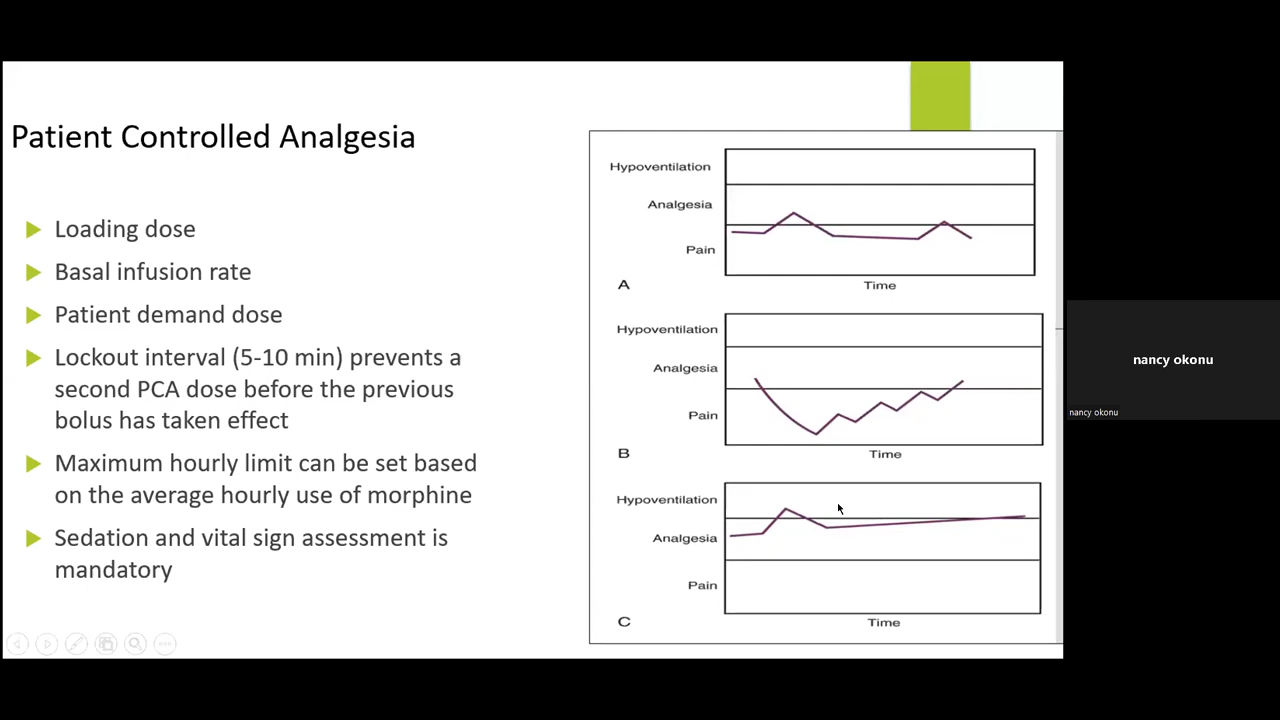 Patient Controlled Analgesia
Loading dose
Basal infusion rate
Patient demand dose
Lockout interval (5-10 min) prevents a
second PCA dose before the previous
bolus has taken effect
Maximum hourly limit can be set based
on the average hourly use of morphine
Sedation and vital sign assessment is
mandatory
Hypoventilation
Analgesia
Pain
A
Time
Hypoventilation
Analgesia
Pain
B
Time
Hypoventilation
Analgesia
Pain
C
Time
nancy okonu
nancy okonu